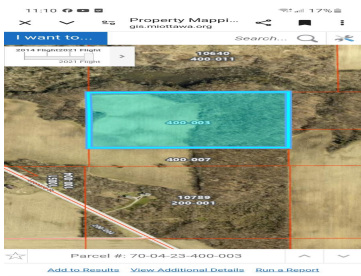 11:10
17%
Property Mappi...
gis.miottawa.org
I want to...
Search...
2014 Flight2021 Flight
2021 Flight
10640
400-011
400-003
400-007
10789
200-001
Parcel #: 70-04-23-400-003
Add to Results View Additional Details Run a Report